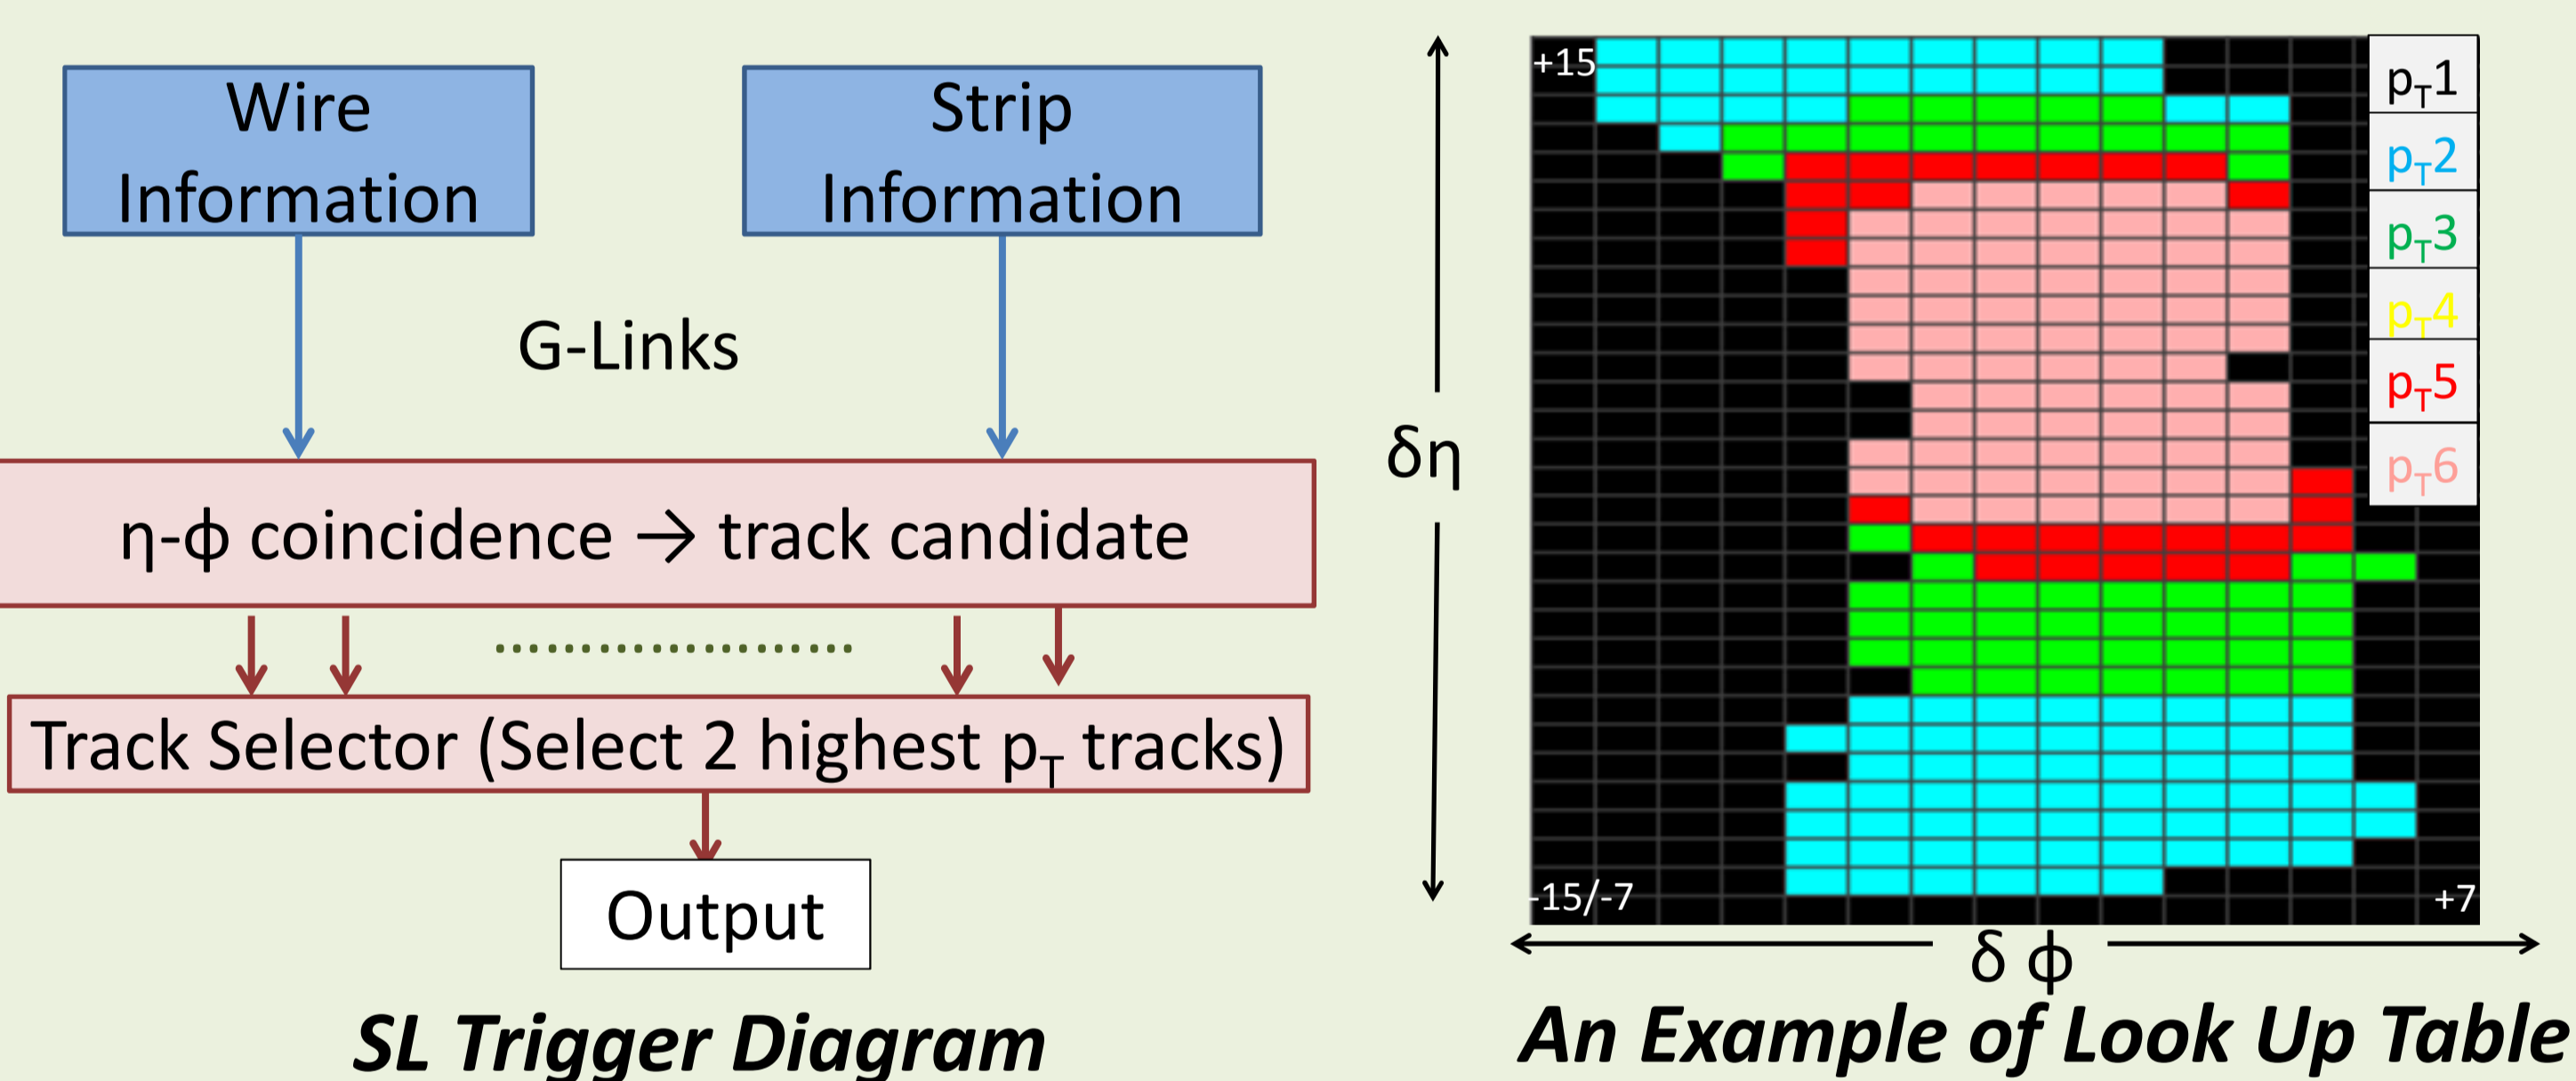 Wire
Information
Strip
Information
G-Links
η-ϕ coincidence → track candidate
Track Selector (Select 2 highest pT tracks)
Output
SL Trigger Diagram
δη
+15
-15/-7
+7
pT1
pT2
pT3
pT4
pT5
pT6
δ ϕ
An Example of Look Up Table